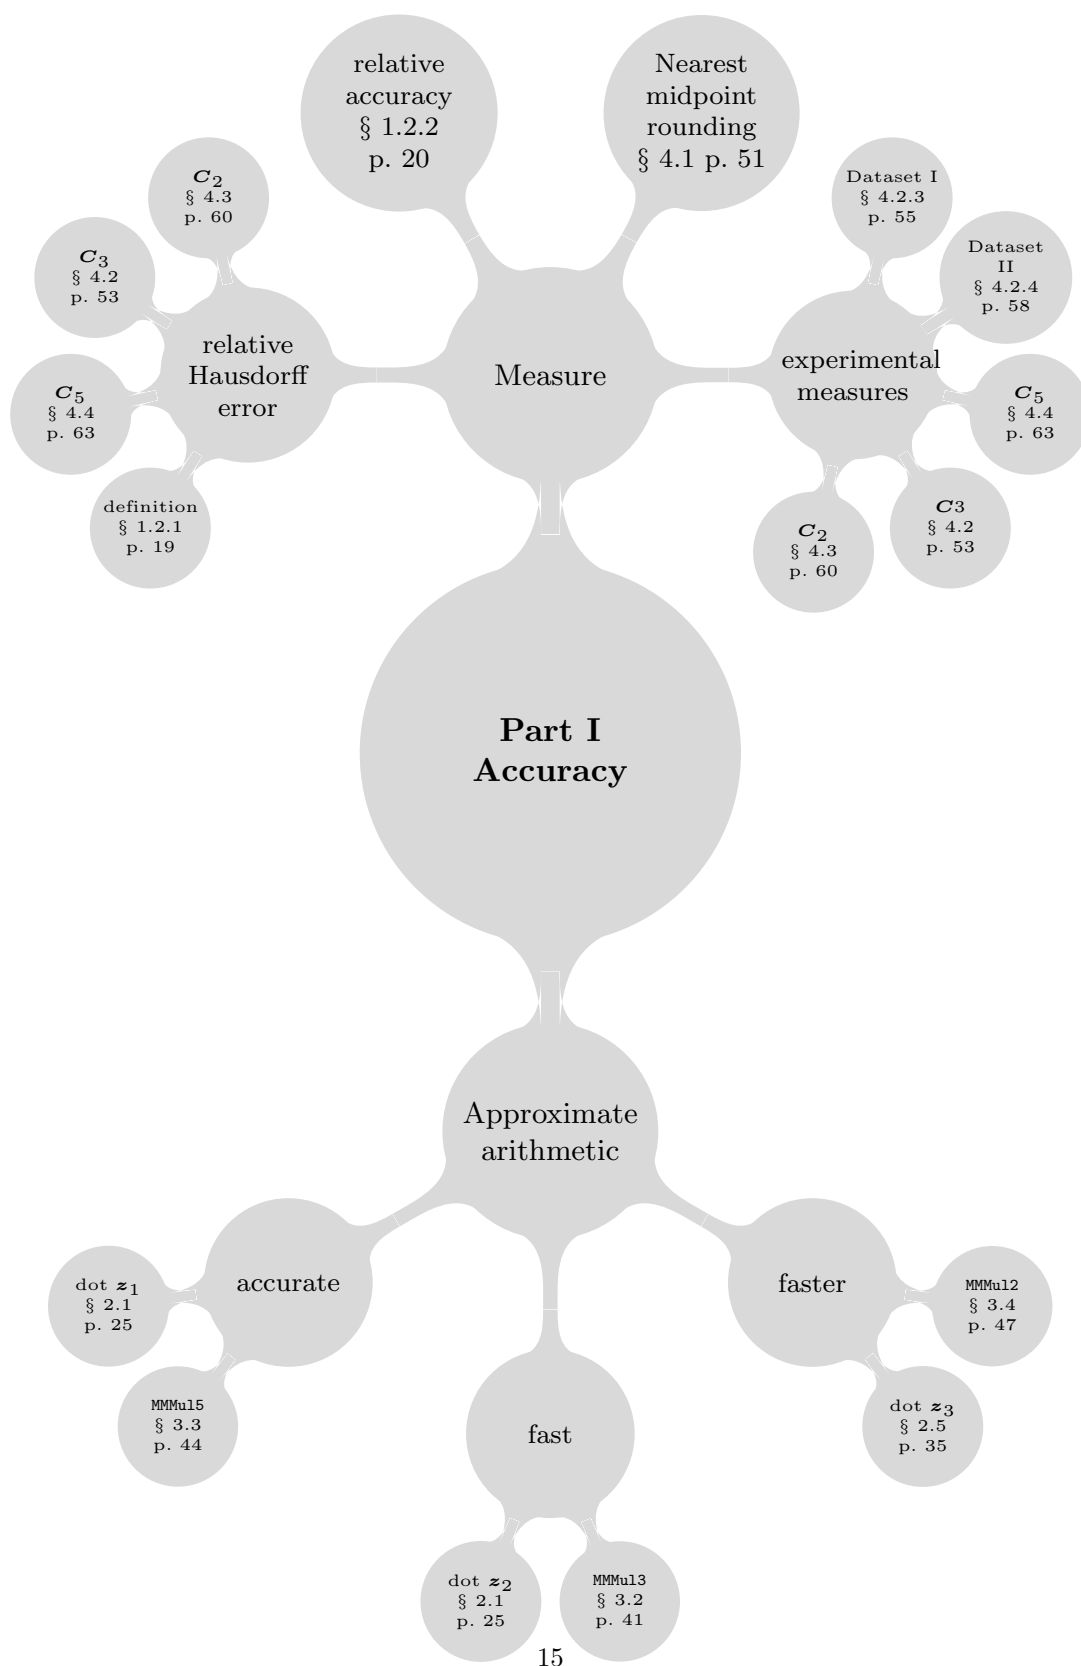 relative
accuracy
§ 1.2.2
p. 20
Nearest
midpoint
rounding
§ 4.1 p. 51
C2
§ 4.3
p. 60
C3
§ 4.2
p. 53
C5
§ 4.4
p. 63
definition
§ 1.2.1
p. 19
relative
Hausdorff
error
Measure
experimental
measures
Dataset I
§ 4.2.3
p. 55
Dataset
II
§ 4.2.4
p. 58
C5
§ 4.4
p. 63
C3
§ 4.2
p. 53
C2
§ 4.3
p. 60
Part I
Accuracy
Approximate
arithmetic
accurate
dot z1
§ 2.1
p. 25
MMMul5
§ 3.3
p. 44
fast
dot z2
§ 2.1
p. 25
MMMul3
§ 3.2
p. 41
faster
MMMul2
§ 3.4
p. 47
dot z3
§ 2.5
p. 35
15